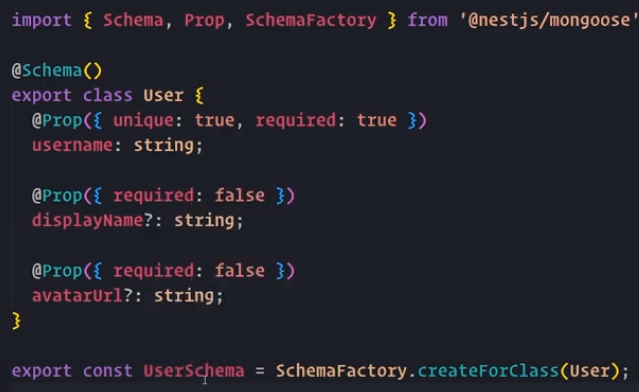 import { Schema, Prop, SchemaFactory } from '@nestjs/mongoose'
@Schema()
export class User {
@Prop({ unique: true, required: true })
username: string;
@Prop({ required: false })
displayName?: string;
@Prop({ required: false })
avatarUrl?: string;
}
export const UserSchema = SchemaFactory.createForClass(User);